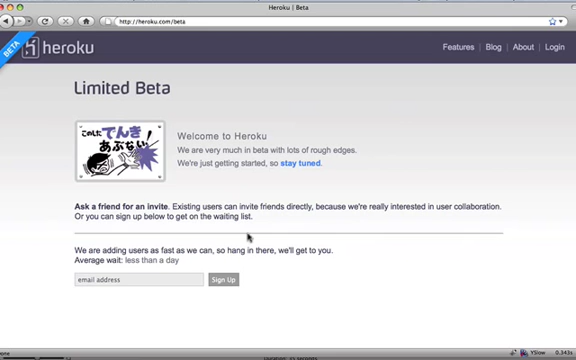 Heroku | Beta
http://heroku.com/beta
BETA
heroku
Features | Blog | About | Login
Limited Beta
このした でんき あぶない!
Welcome to Heroku
We are very much in beta with lots of rough edges.
We're just getting started, so stay tuned.
Ask a friend for an invite. Existing users can invite friends directly, because we're really interested in user collaboration.
Or you can sign up below to get on the waiting list.
We are adding users as fast as we can, so hang in there, we'll get to you.
Average wait: less than a day
email address
Sign Up
YSlow
0.343s